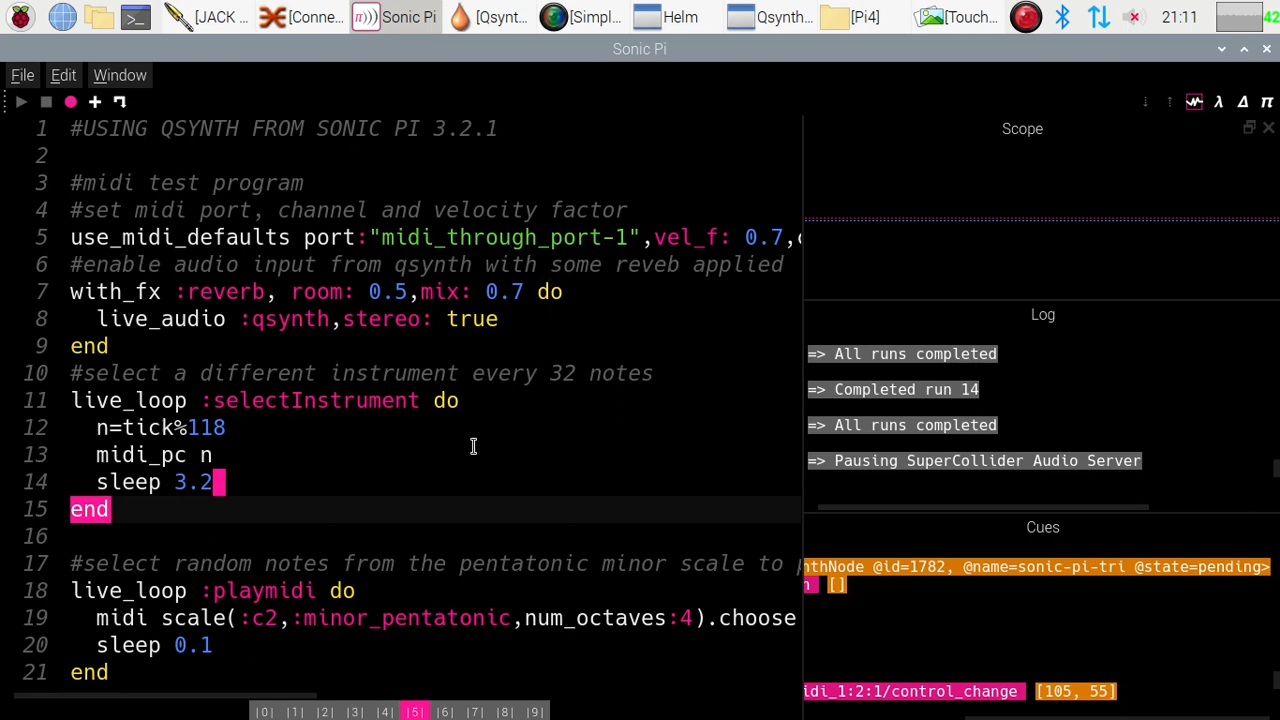 [JACK ...
[Conne...
Sonic Pi
[Qsynt...
[Simpl...
Helm
Qsynth...
[Pi4]
[Touch...
21:11
42
Sonic Pi
File Edit Window
1 #USING QSYNTH FROM SONIC PI 3.2.1
2
3 #midi test program
4 #set midi port, channel and velocity factor
5 use_midi_defaults port:"midi_through_port-1",vel_f: 0.7,
6 #enable audio input from qsynth with some reveb applied
7 with_fx :reverb, room: 0.5,mix: 0.7 do
8 live_audio :qsynth,stereo: true
9 end
10 #select a different instrument every 32 notes
11 live_loop :selectInstrument do
12 n=tick%118
13 midi_pc n
14 sleep 3.2
15 end
16
17 #select random notes from the pentatonic minor scale to
18 live_loop :playmidi do
19 midi scale(:c2,:minor_pentatonic,num_octaves:4).choose
20 sleep 0.1
21 end
|0| |1| |2| |3| |4| |5| |6| |7| |8| |9|
Scope
Log
=> All runs completed
=> Completed run 14
=> All runs completed
=> Pausing SuperCollider Audio Server
Cues
nthNode @id=1782, @name=sonic-pi-tri @state=pending>
[]
idi_1:2:1/control_change [105, 55]